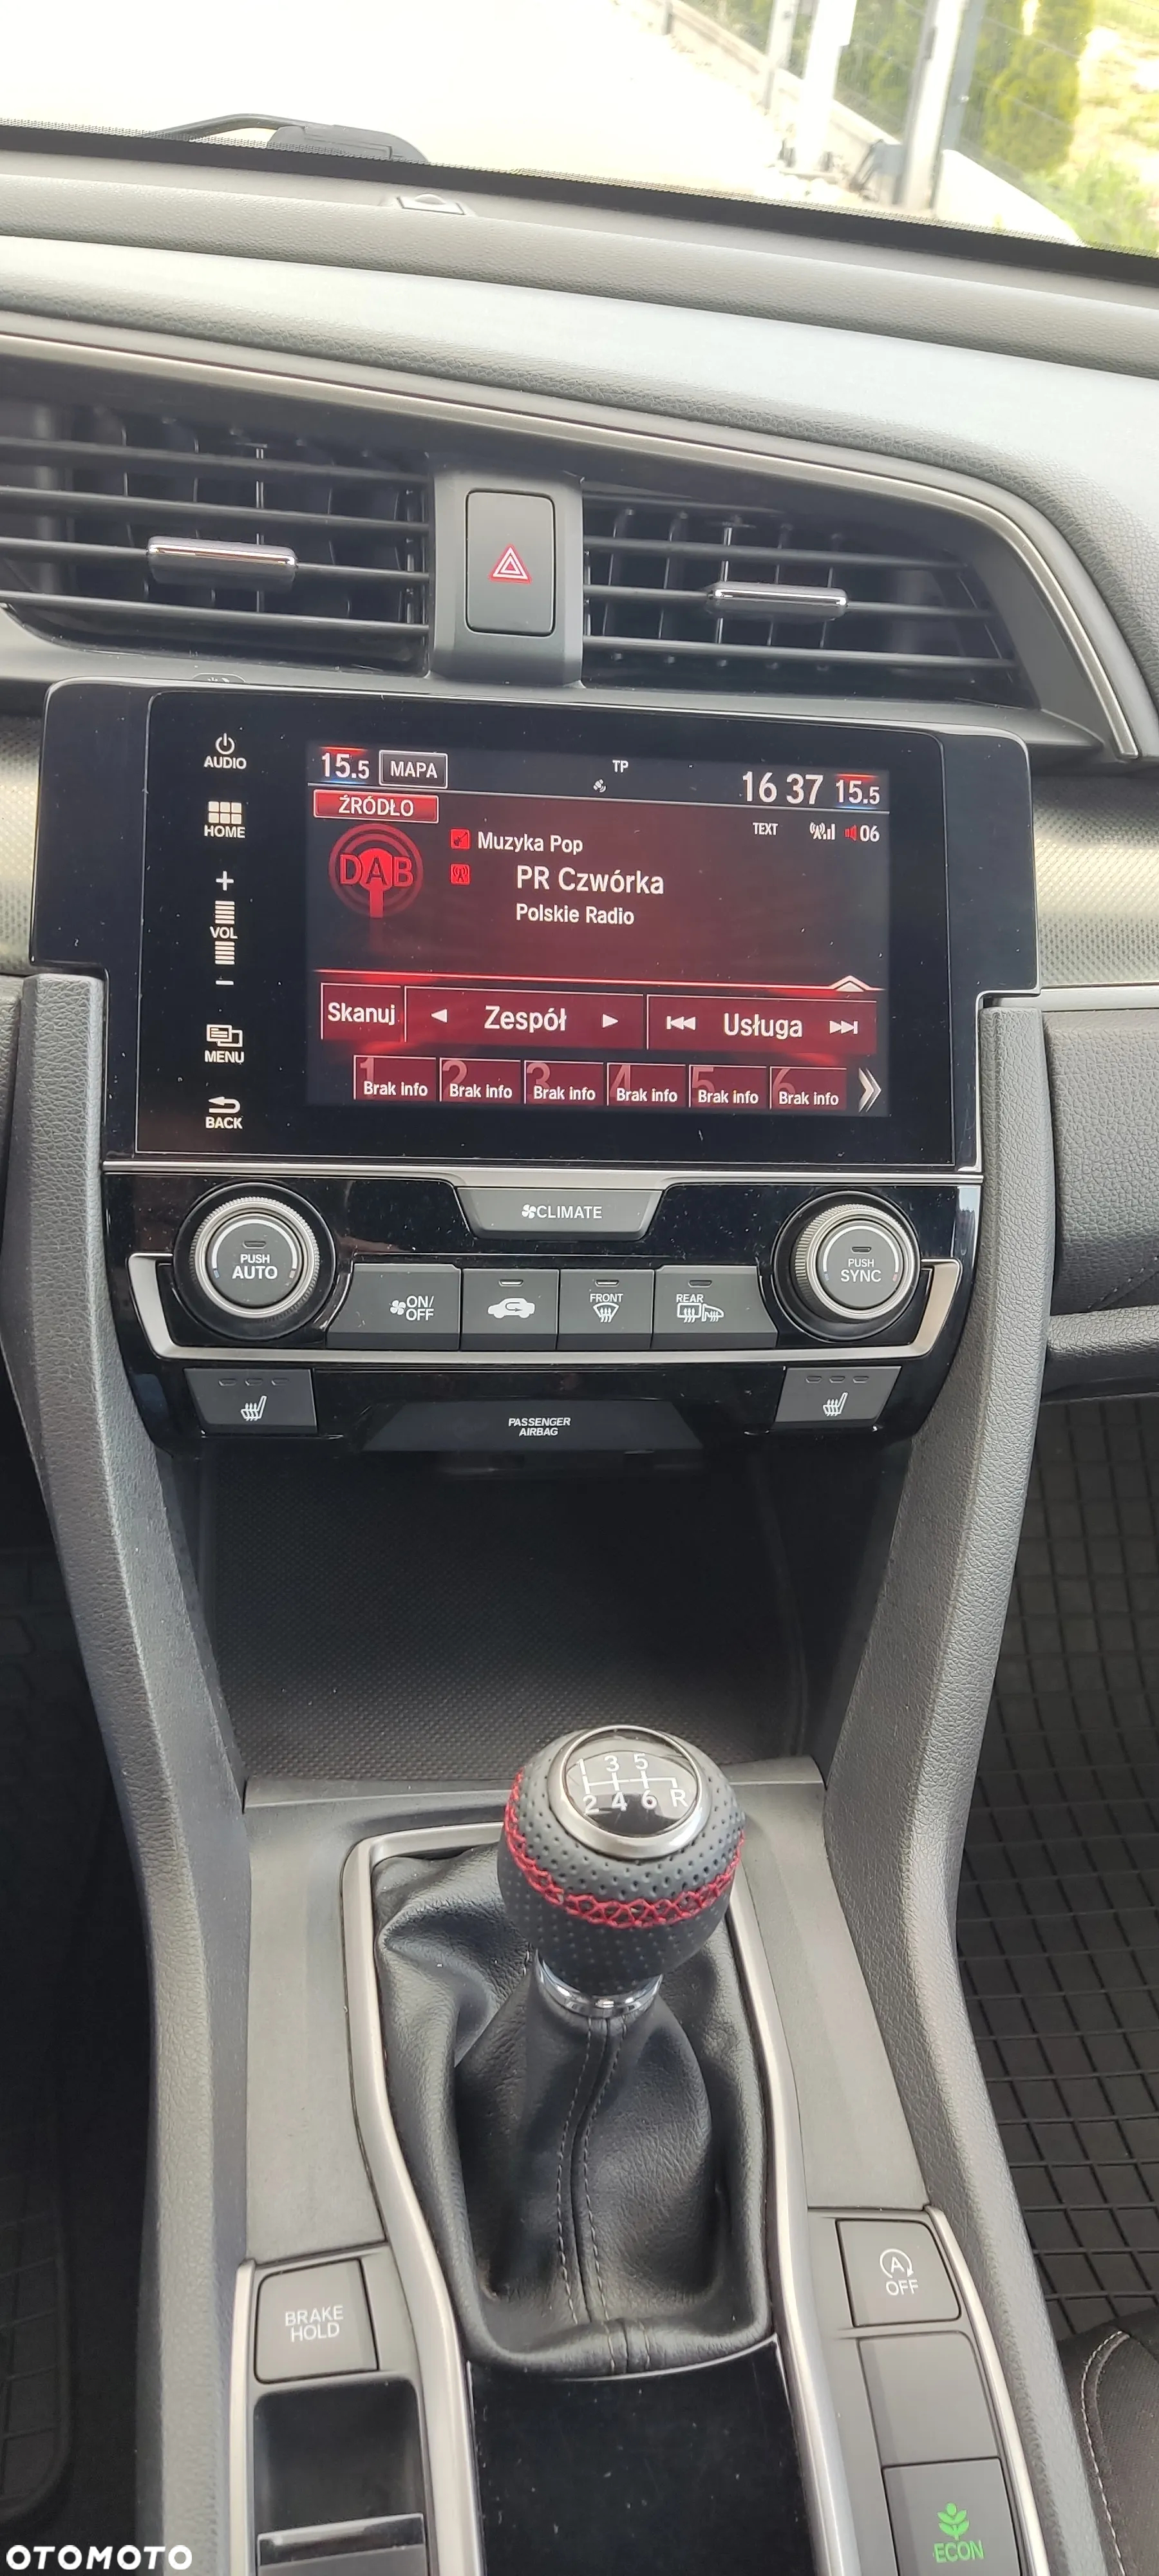 AUDIO
HOME
+
VOL
-
MENU
BACK
15.5 MAPA TP 16 37 15.5
ŹRÓDŁO
TEXT 06
DAB
Muzyka Pop
PR Czwórka
Polskie Radio
Skanuj Zespół Usługa
1 2 3 4 5 6
Brak info Brak info Brak info Brak info Brak info Brak info
CLIMATE
PUSH
AUTO
ON/
OFF
FRONT
REAR
PUSH
SYNC
PASSENGER
AIRBAG
1 3 5
2 4 6 R
BRAKE
HOLD
A
OFF
ECON
OTOMOTO